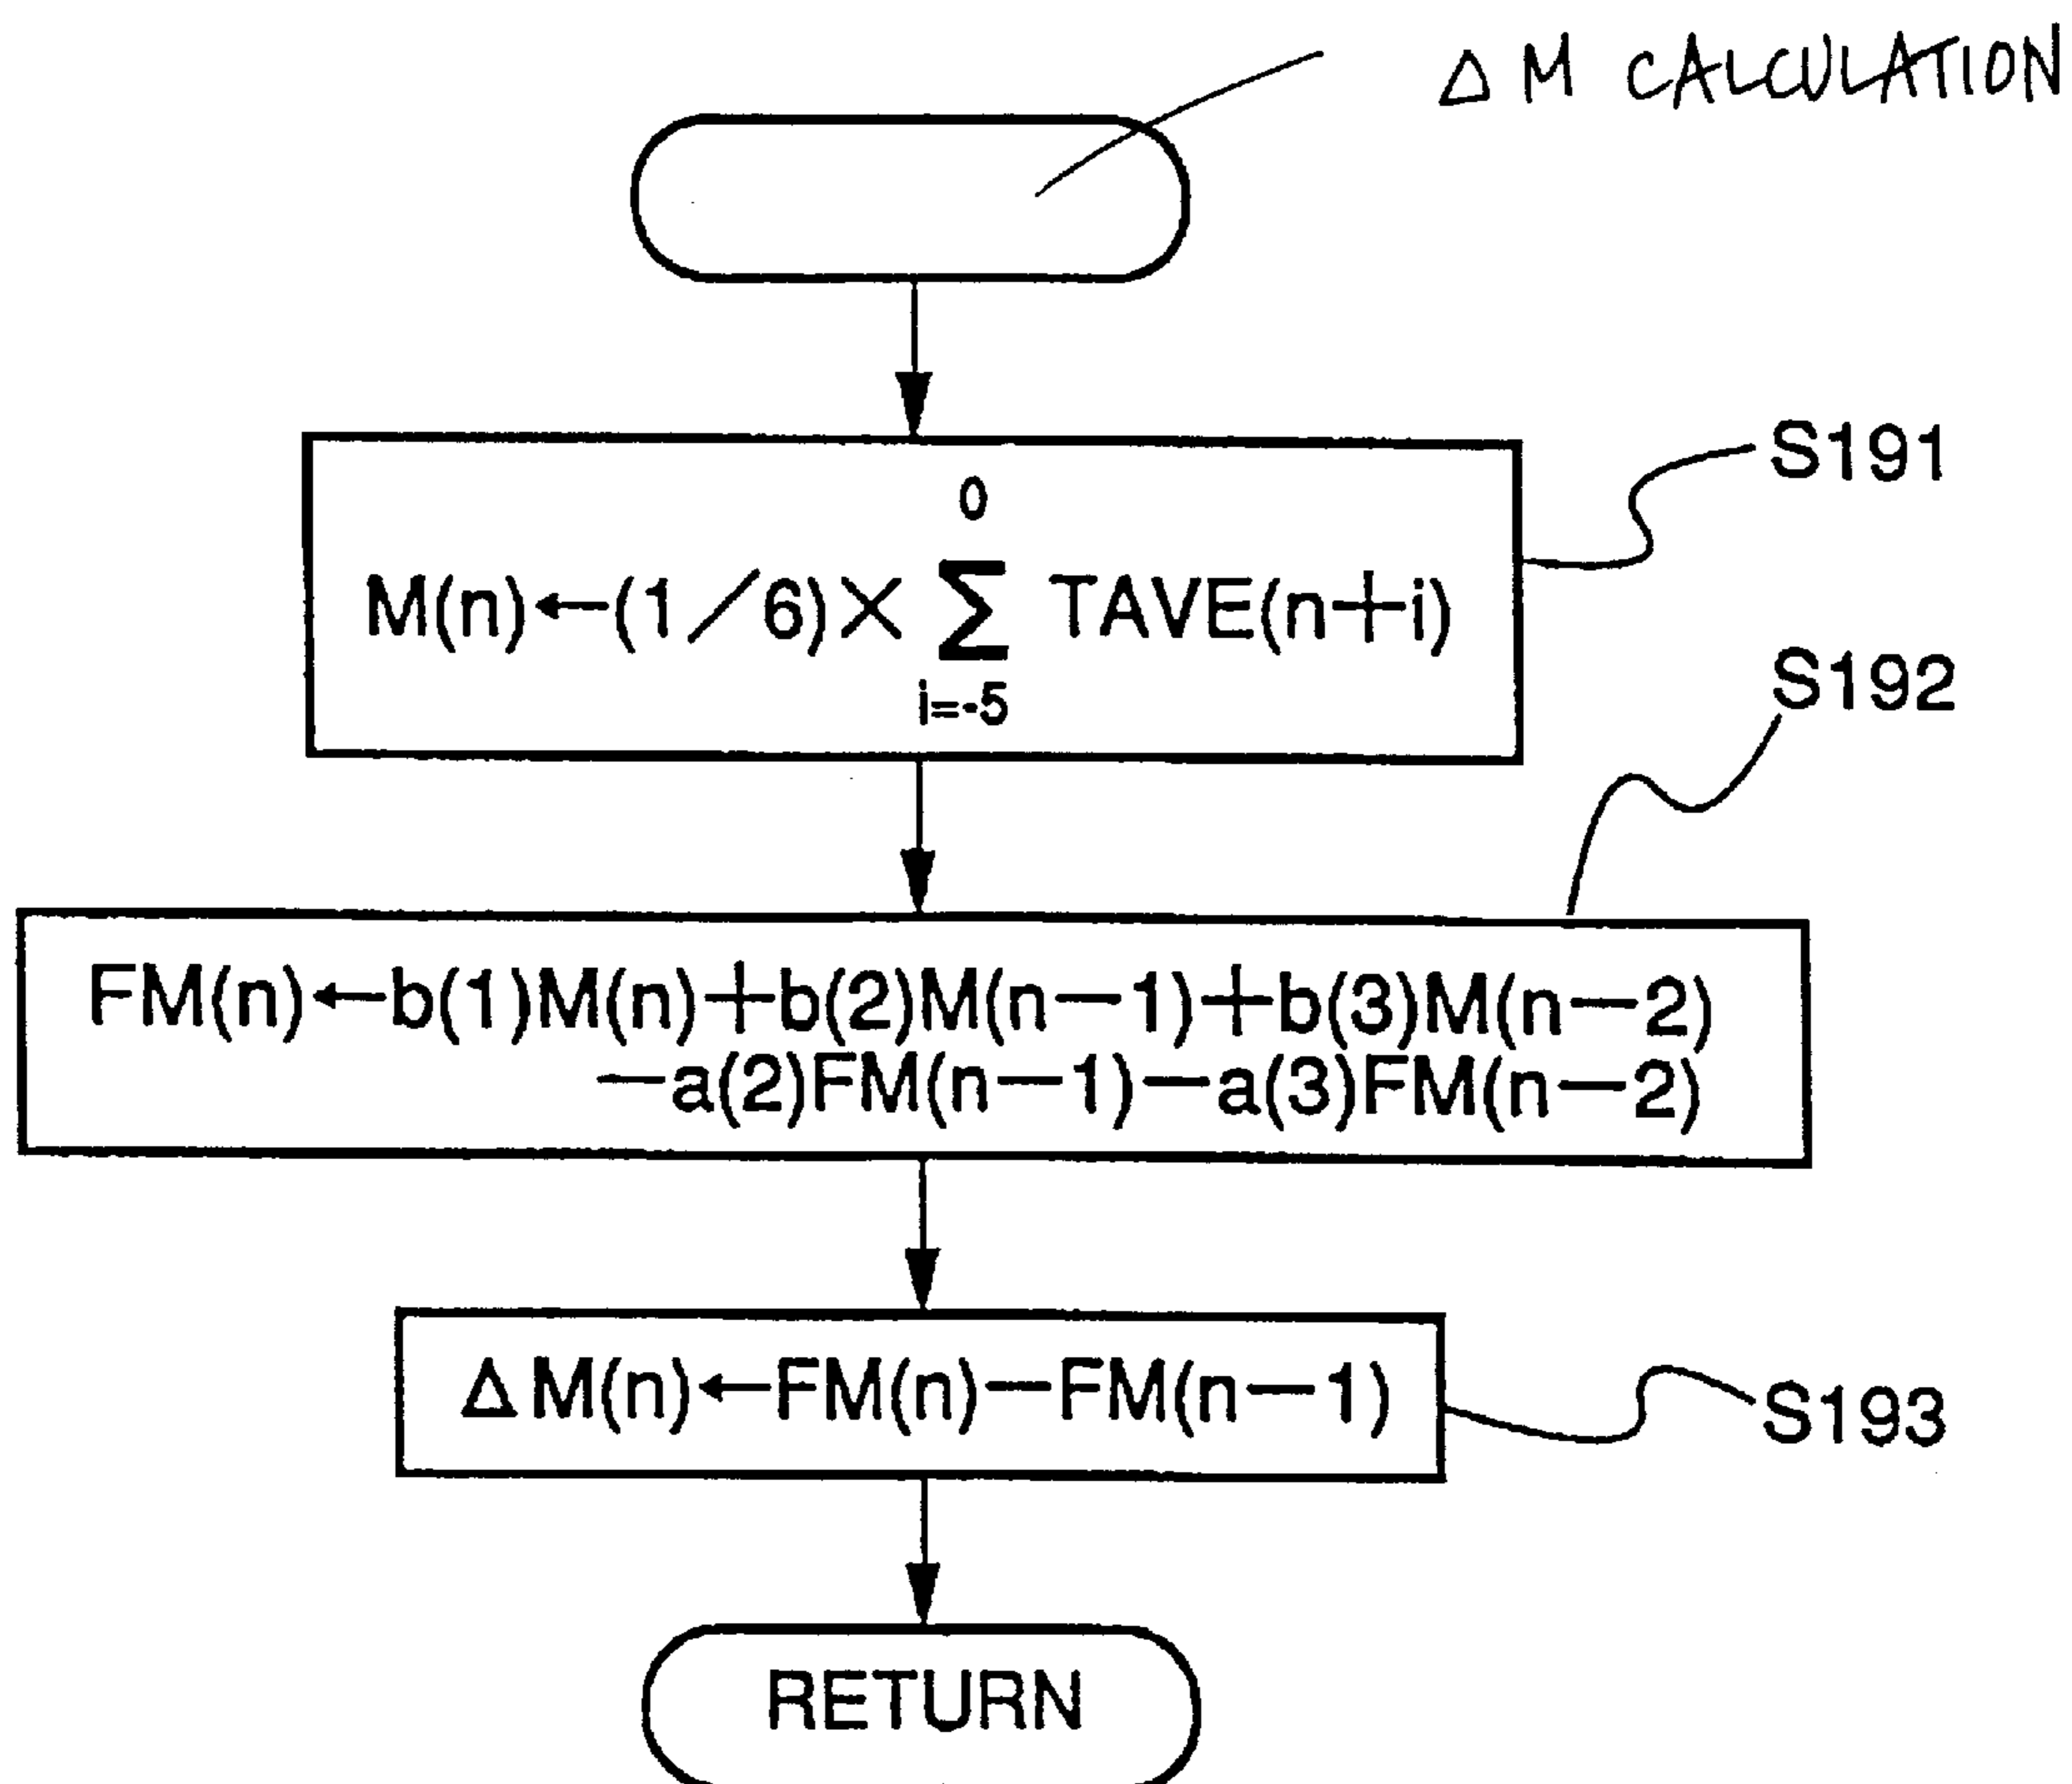 Δ M CALCULATION
S191
0
M(n)←(1/6)× Σ TAVE(n+i)
i=-5
S192
FM(n)←b(1)M(n)+b(2)M(n−1)+b(3)M(n−2)
−a(2)FM(n−1)−a(3)FM(n−2)
ΔM(n)←FM(n)−FM(n−1)
S193
RETURN